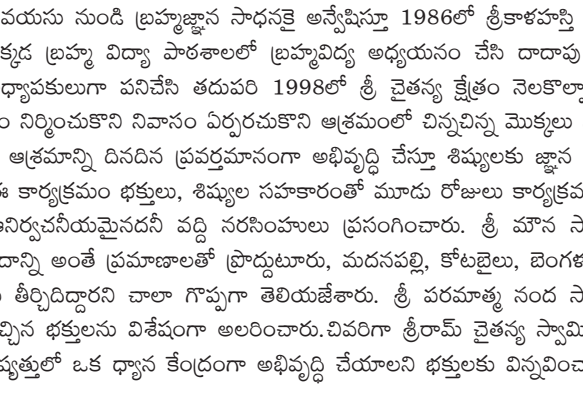 వయసు నుండి బ్రహ్మజ్ఞాన సాధనకై అన్వేషిస్తూ 1986లో శ్రీకాళహస్తి
క్కడ బ్రహ్మ విద్యా పాఠశాలలో బ్రహ్మవిద్య అధ్యయనం చేసి దాదాపు
ధ్యాపకులుగా పనిచేసి తదుపరి 1998లో శ్రీ చైతన్య క్షేత్రం నెలకొల్పా
ం నిర్మించుకొని నివాసం ఏర్పరచుకొని ఆశ్రమంలో చిన్నచిన్న మొక్కలు
ఆశ్రమాన్ని దినదిన ప్రవర్తమానంగా అభివృద్ధి చేస్తూ శిష్యులకు జ్ఞాన
ఈ కార్యక్రమం భక్తులు, శిష్యుల సహకారంతో మూడు రోజులు కార్యక్రమ
అనిర్వచనీయమైనదనీ వద్ది నరసింహులు ప్రసంగించారు. శ్రీ మౌన సా
దాన్ని అంతే ప్రమాణాలతో ప్రొద్దుటూరు, మదనపల్లి, కోటబైలు, బెంగళూ
తీర్చిదిద్దారని చాలా గొప్పగా తెలియజేశారు. శ్రీ పరమాత్మ నంద సా
చ్చిన భక్తులను విశేషంగా అలరించారు.చివరిగా శ్రీరామ్ చైతన్య స్వామి
ష్యత్తులో ఒక ధ్యాన కేంద్రంగా అభివృద్ధి చేయాలని భక్తులకు విన్నవించా